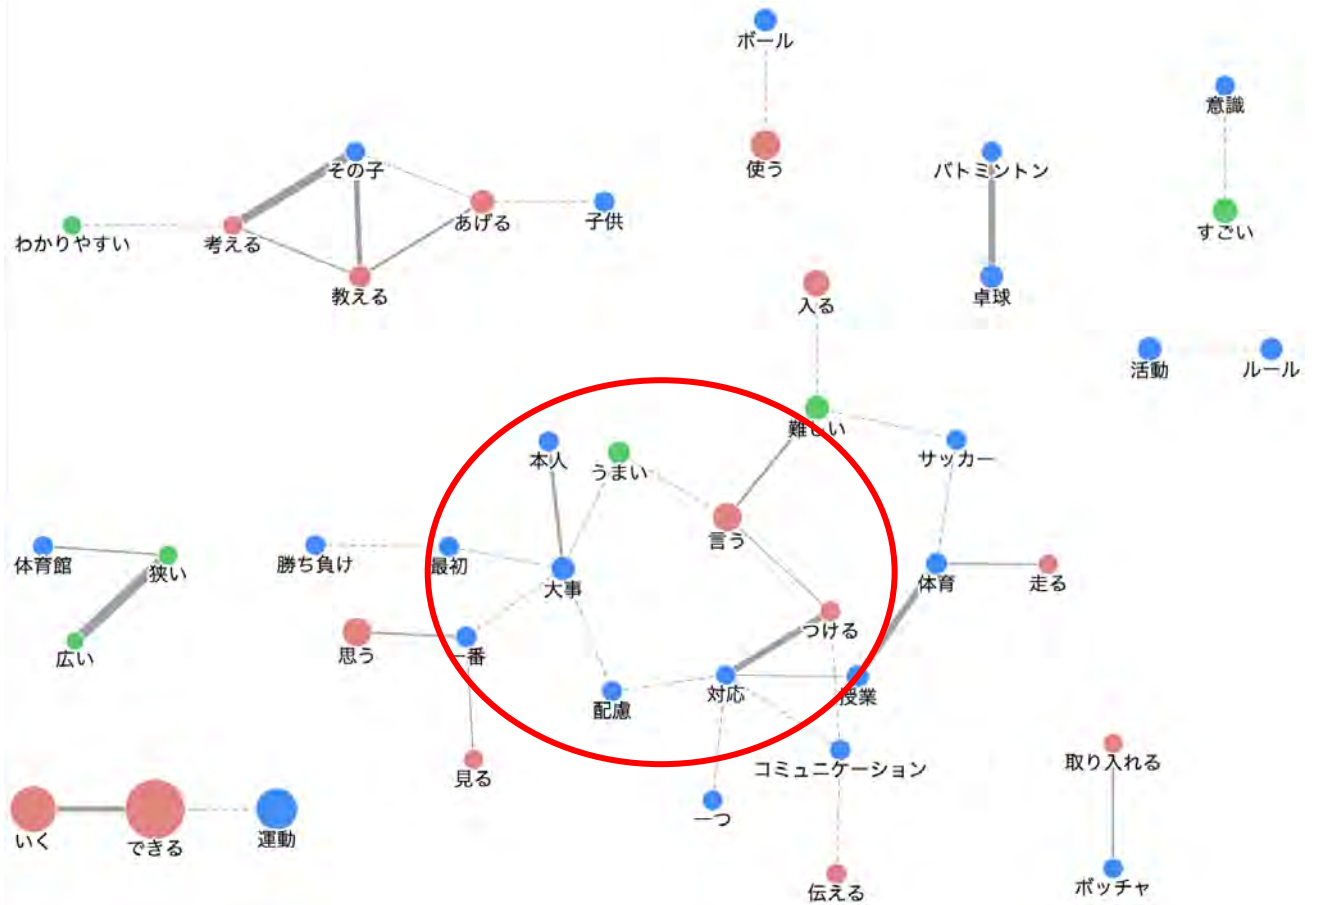 ボール
意識
その子
使う
バトミントン
あげる
子供
すごい
わかりやすい
考える
教える
卓球
入る
活動
ルール
難しい
本人
うまい
サッカー
言う
体育館
狭い
勝ち負け
最初
大事
体育
走る
つける
広い
思う
一番
対応
授業
配慮
取り入れる
コミュニケーション
見る
一つ
いく
できる
運動
伝える
ボッチャ